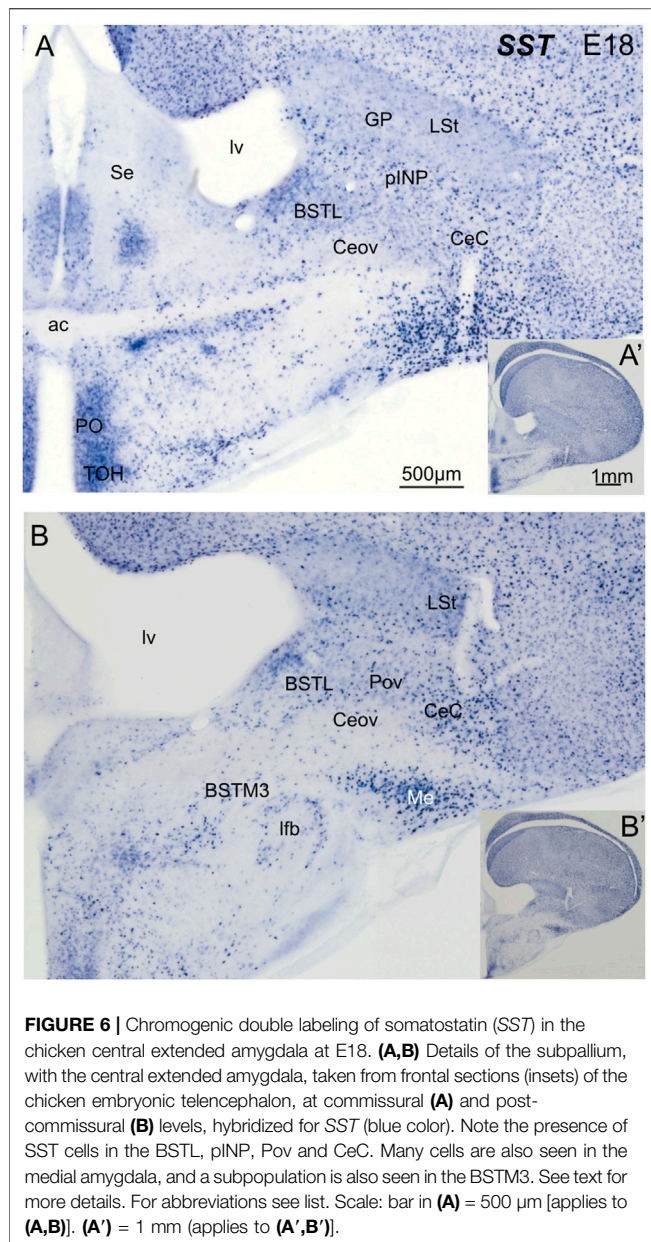 A
SST E18
GP
LSt
lv
Se
pINP
BSTL
CeC
Ceov
ac
A'
PO
TOH
500µm
1mm
B
LSt
lv
BSTL
Pov
Ceov
CeC
BSTM3
Me
lfb
B'
FIGURE 6 | Chromogenic double labeling of somatostatin (SST) in the
chicken central extended amygdala at E18. (A,B) Details of the subpallium,
with the central extended amygdala, taken from frontal sections (insets) of the
chicken embryonic telencephalon, at commissural (A) and post-
commissural (B) levels, hybridized for SST (blue color). Note the presence of
SST cells in the BSTL, pINP, Pov and CeC. Many cells are also seen in the
medial amygdala, and a subpopulation is also seen in the BSTM3. See text for
more details. For abbreviations see list. Scale: bar in (A) = 500 µm [applies to
(A,B)]. (A′) = 1 mm (applies to (A′,B′)].